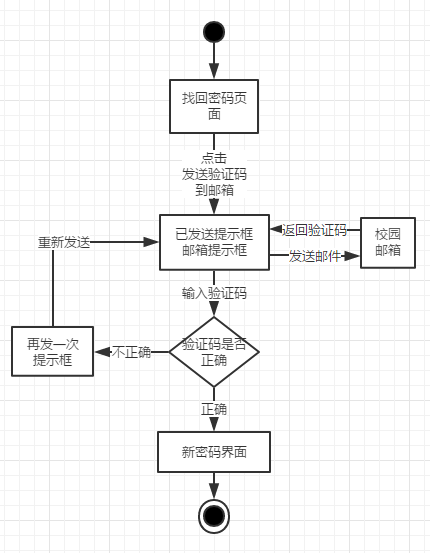 找回密码页
面
点击
发送验证码
到邮箱
已发送提示框
邮箱提示框
返回验证码
发送邮件
校园
邮箱
重新发送
输入验证码
再发一次
提示框
不正确
验证码是否
正确
正确
新密码界面